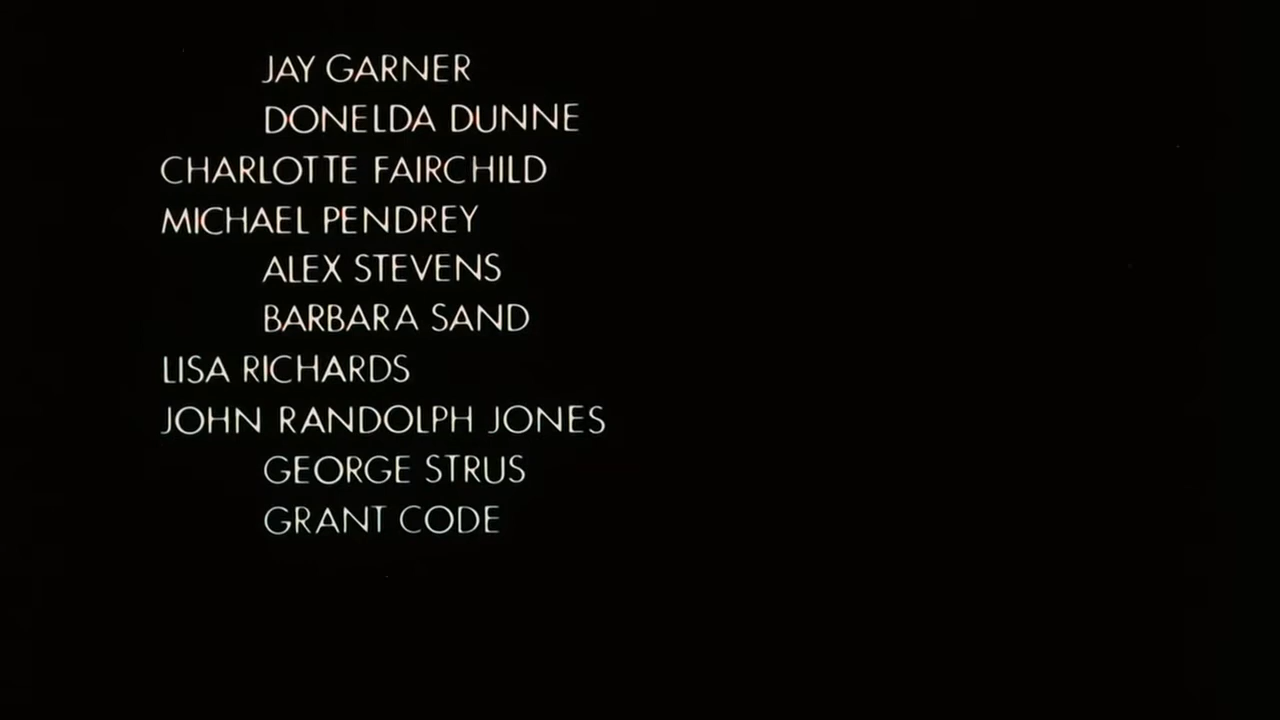 JAY GARNER
DONELDA DUNNE
CHARLOTTE FAIRCHILD
MICHAEL PENDREY
ALEX STEVENS
BARBARA SAND
LISA RICHARDS
JOHN RANDOLPH JONES
GEORGE STRUS
GRANT CODE